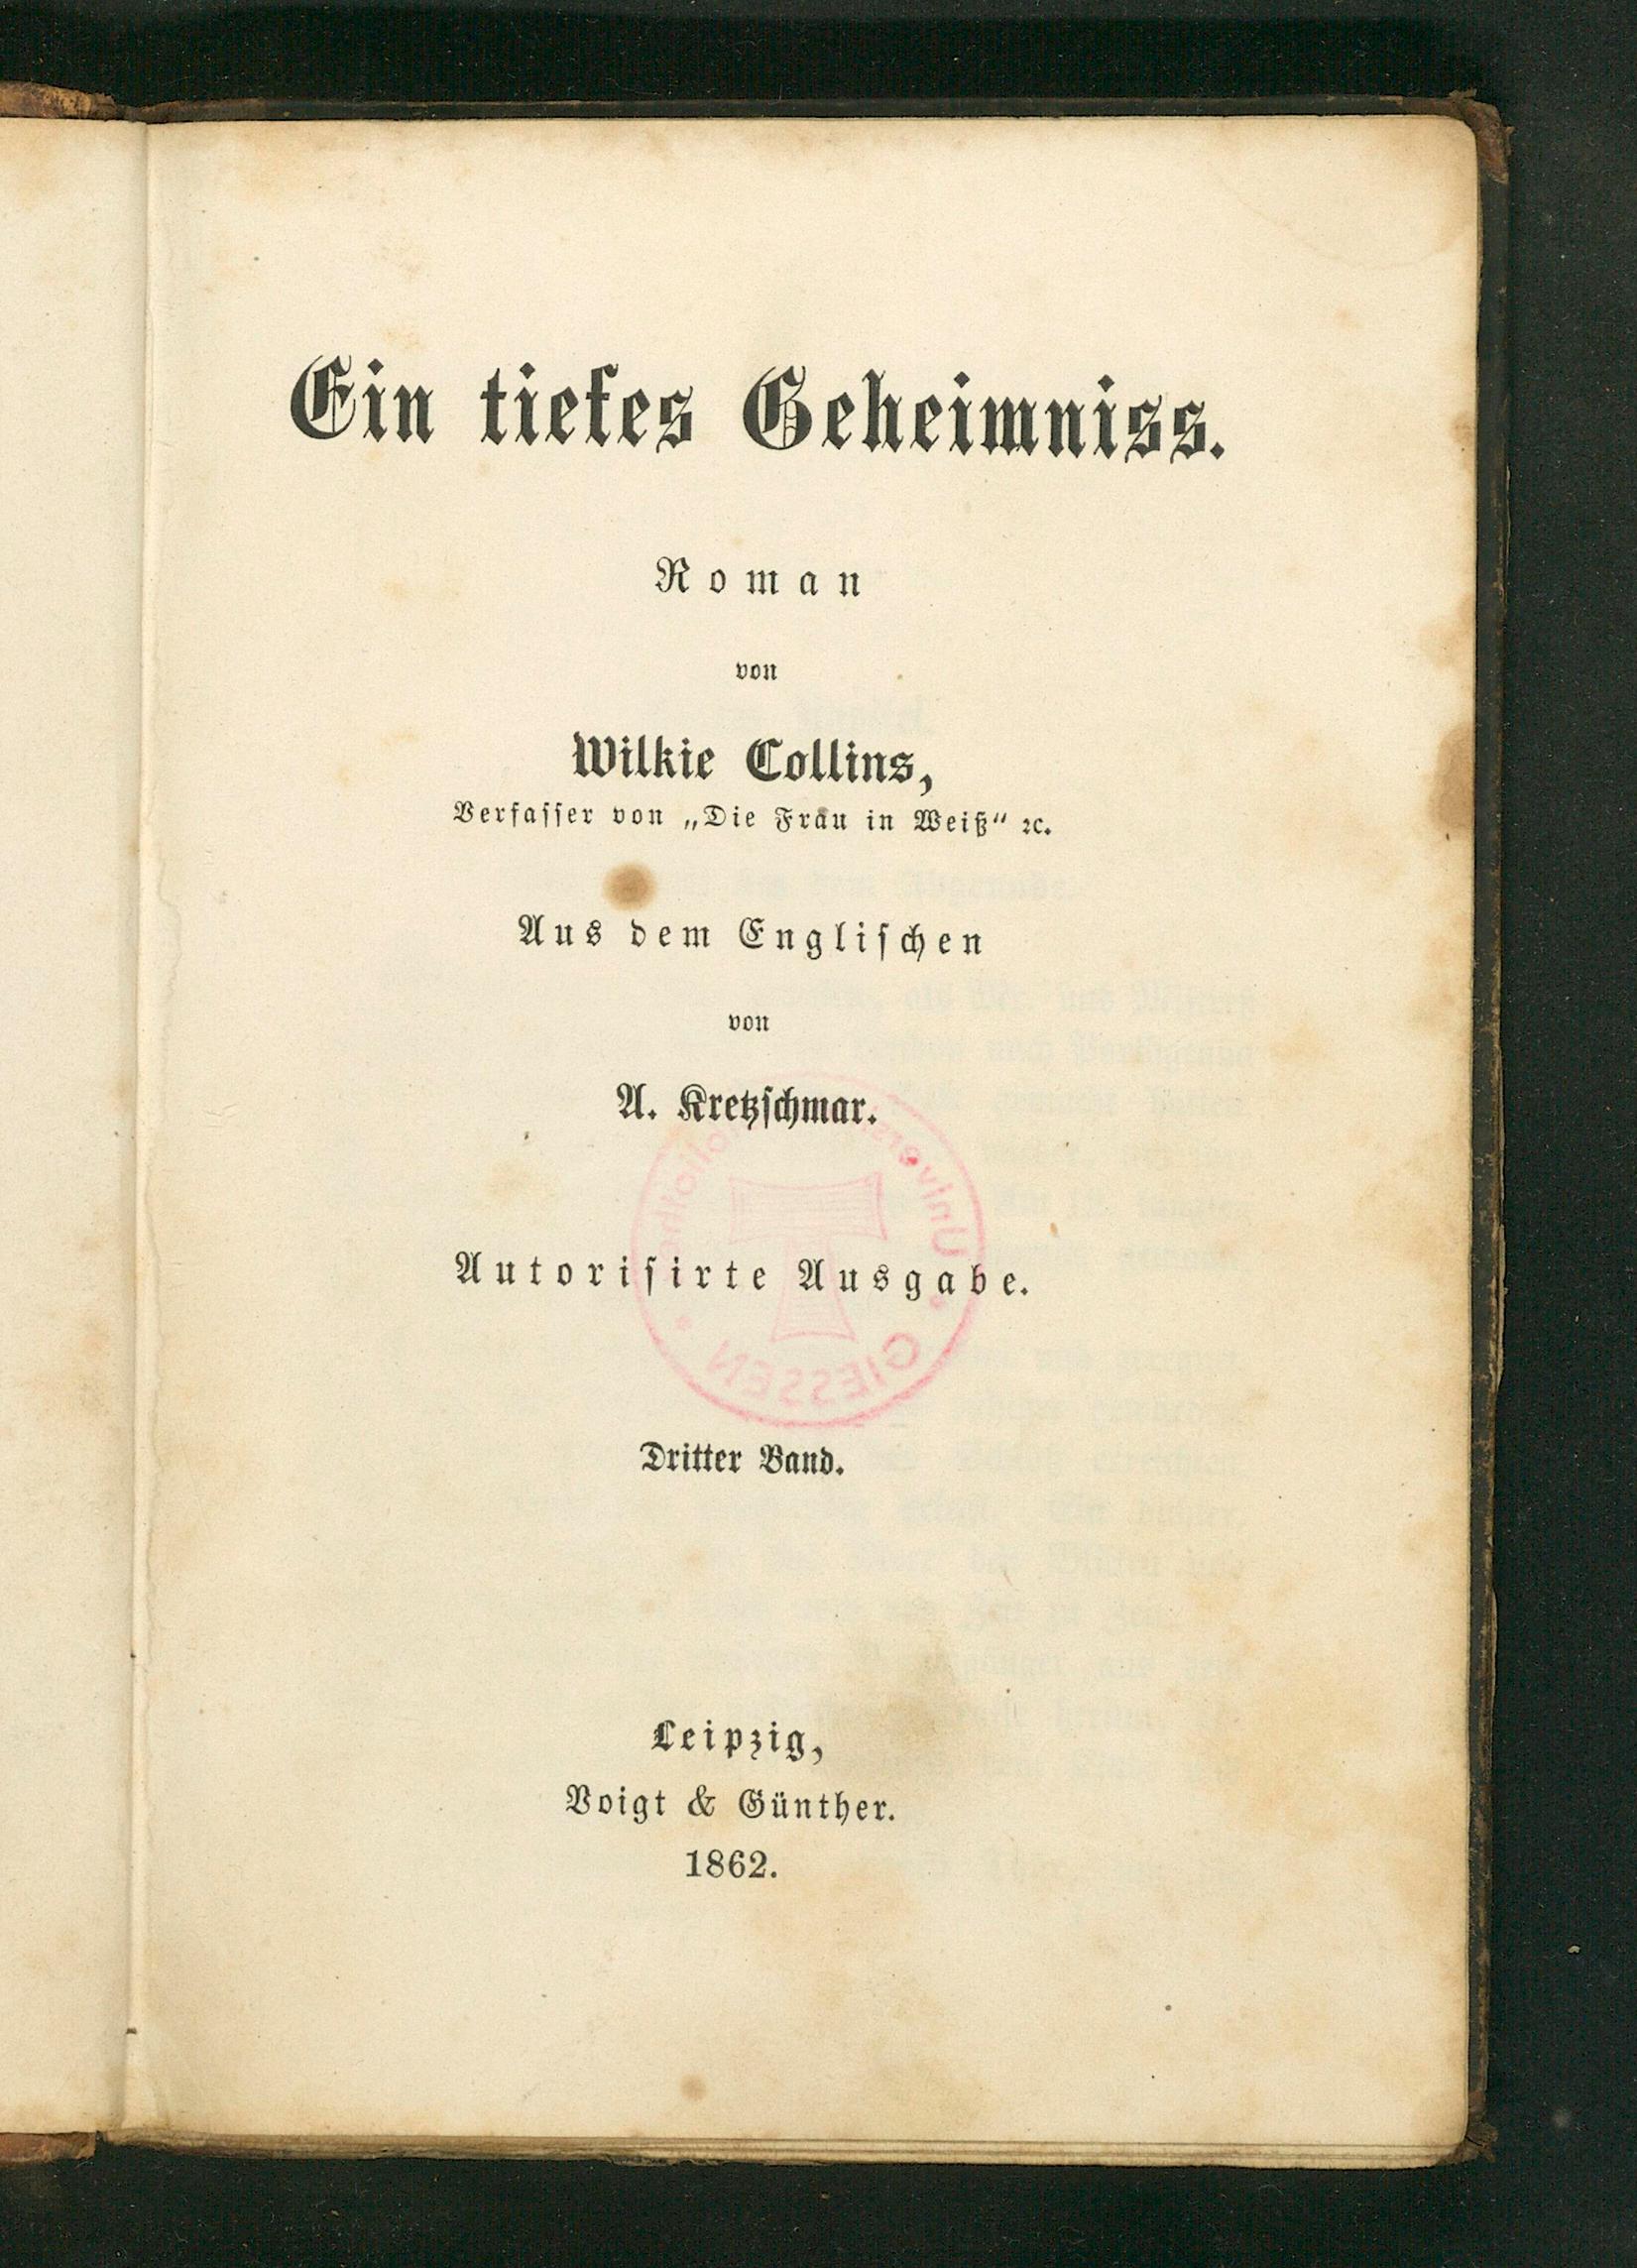 Ein tiefes Geheimniss.
Roman
von
Wilkie Collins,
Verfasser von „Die Frau in Weiß“ ꝛc.
Aus dem Englischen
von
A. Kretzschmar.
Autorisirte Ausgabe.
GIESSEN
Dritter Band.
Leipzig,
Voigt & Günther.
1862.